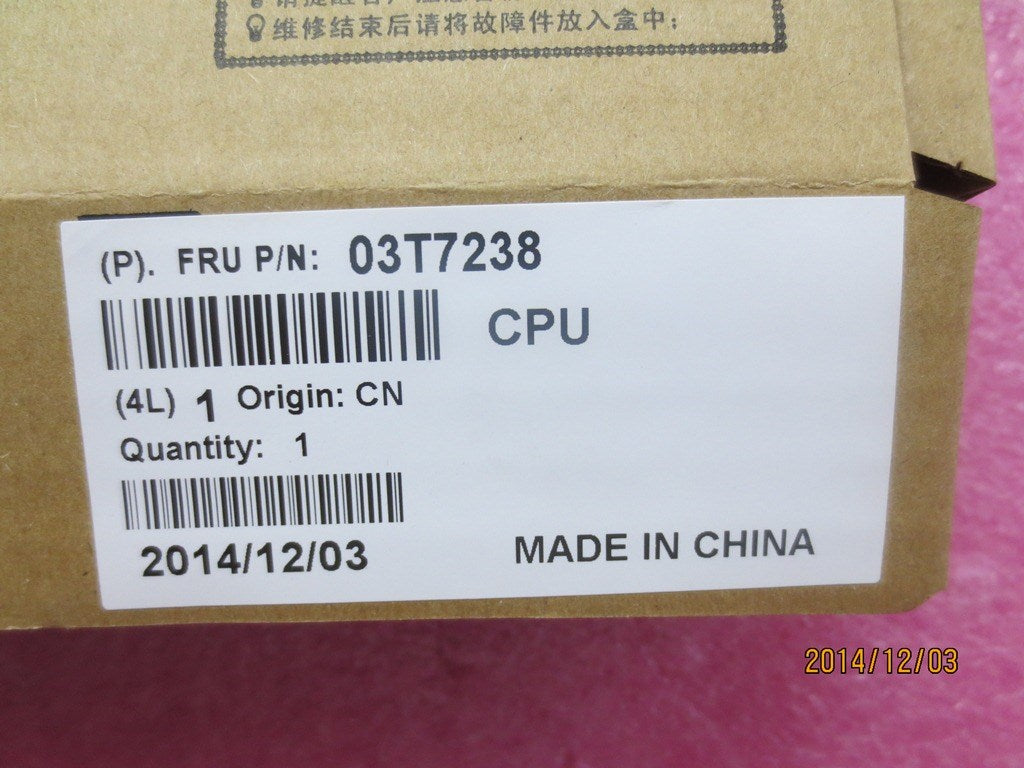 维修结束后请将故障件放入盒中；
(P). FRU P/N: 03T7238
CPU
(4L) 1 Origin: CN
Quantity: 1
2014/12/03
MADE IN CHINA
2014/12/03